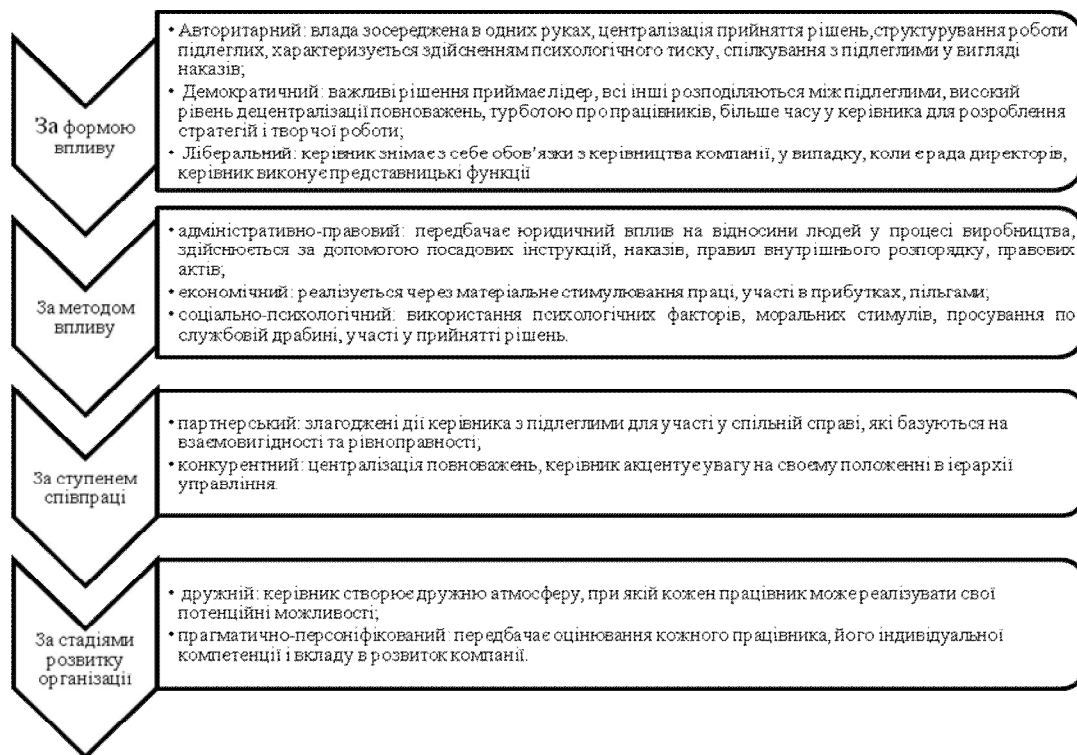 За формою
впливу
• Авторитарний: влада зосереджена в одних руках, централізація прийняття рішень,структурування роботи
підлеглих, характеризується здійсненням психологічного тиску, спілкування з підлеглими у вигляді
наказів;
• Демократичний: важливі рішення приймає лідер, всі інші розподіляються між підлеглими, високий
рівень децентралізації повноважень, турботою про працівників, більше часу у керівника для розроблення
стратегій і творчої роботи;
• Ліберальний: керівник знімає з себе обов’язки з керівництва компанії, у випадку, коли є рада директорів,
керівник виконує представницькі функції
За методом
впливу
• адміністративно-правовий: передбачає юридичний вплив на відносини людей у процесі виробництва,
здійснюється за допомогою посадових інструкцій, наказів, правил внутрішнього розпорядку, правових
актів;
• економічний: реалізується через матеріальне стимулювання праці, участі в прибутках, пільгами;
• соціально-психологічний: використання психологічних факторів, моральних стимулів, просування по
службовій драбині, участі у прийнятті рішень.
За ступенем
співпраці
• партнерський: злагоджені дії керівника з підлеглими для участі у спільній справі, які базуються на
взаємовигідності та рівноправності;
• конкурентний: централізація повноважень, керівник акцентує увагу на своєму положенні в ієрархії
управління.
За стадіями
розвитку
організації
• дружній: керівник створює дружню атмосферу, при якій кожен працівник може реалізувати свої
потенційні можливості;
• прагматично-персоніфікований: передбачає оцінювання кожного працівника, його індивідуальної
компетенції і вкладу в розвиток компанії.